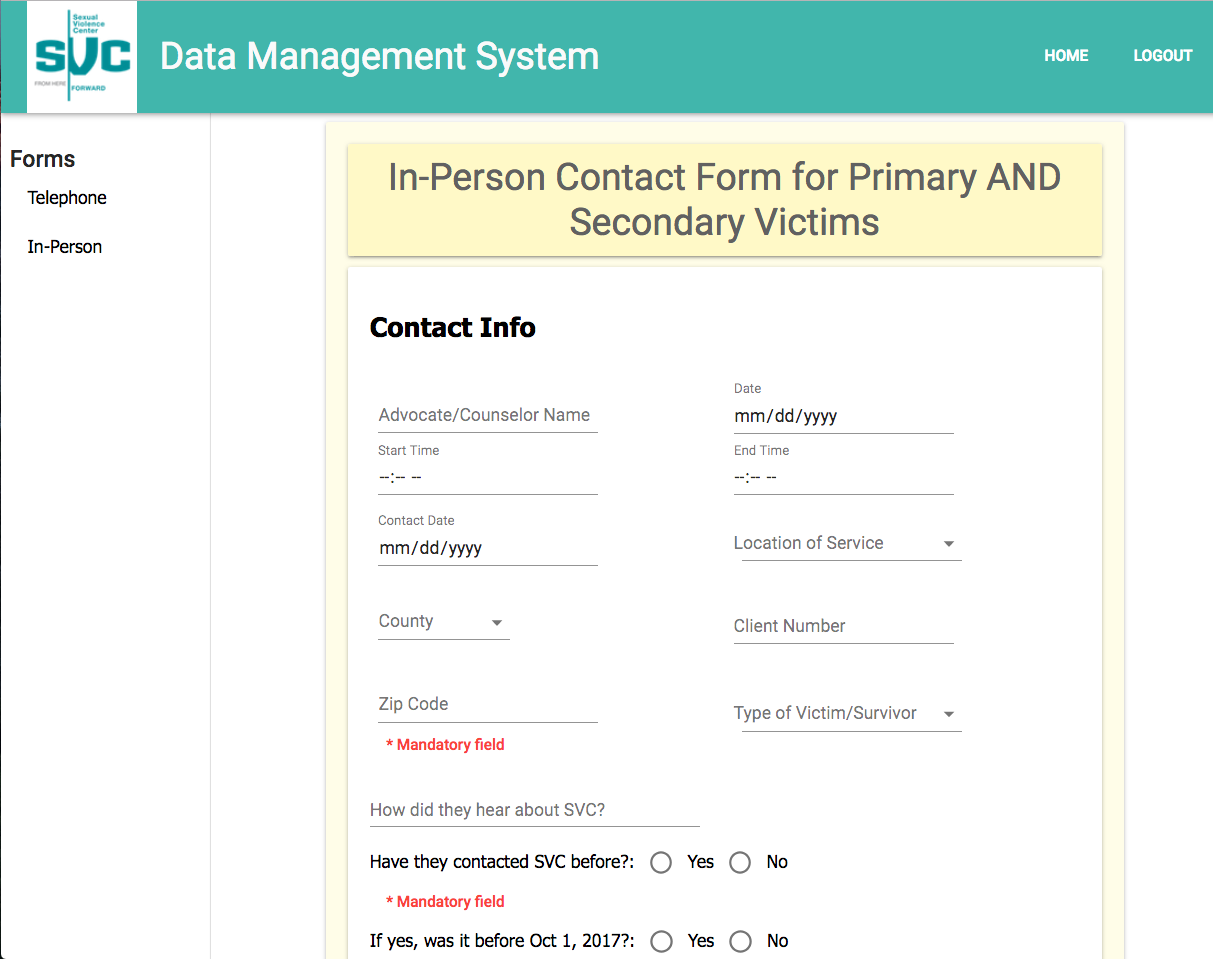 Sexual
Violence
Center
SVC
FROM HERE
FORWARD
Data Management System
HOME
LOGOUT
Forms
Telephone
In-Person
In-Person Contact Form for Primary AND
Secondary Victims
Contact Info
Advocate/Counselor Name
Date
mm/dd/yyyy
Start Time
--:-- --
End Time
--:-- --
Contact Date
mm/dd/yyyy
Location of Service
County
Client Number
Zip Code
* Mandatory field
Type of Victim/Survivor
How did they hear about SVC?
Have they contacted SVC before?: Yes No
* Mandatory field
If yes, was it before Oct 1, 2017?: Yes No